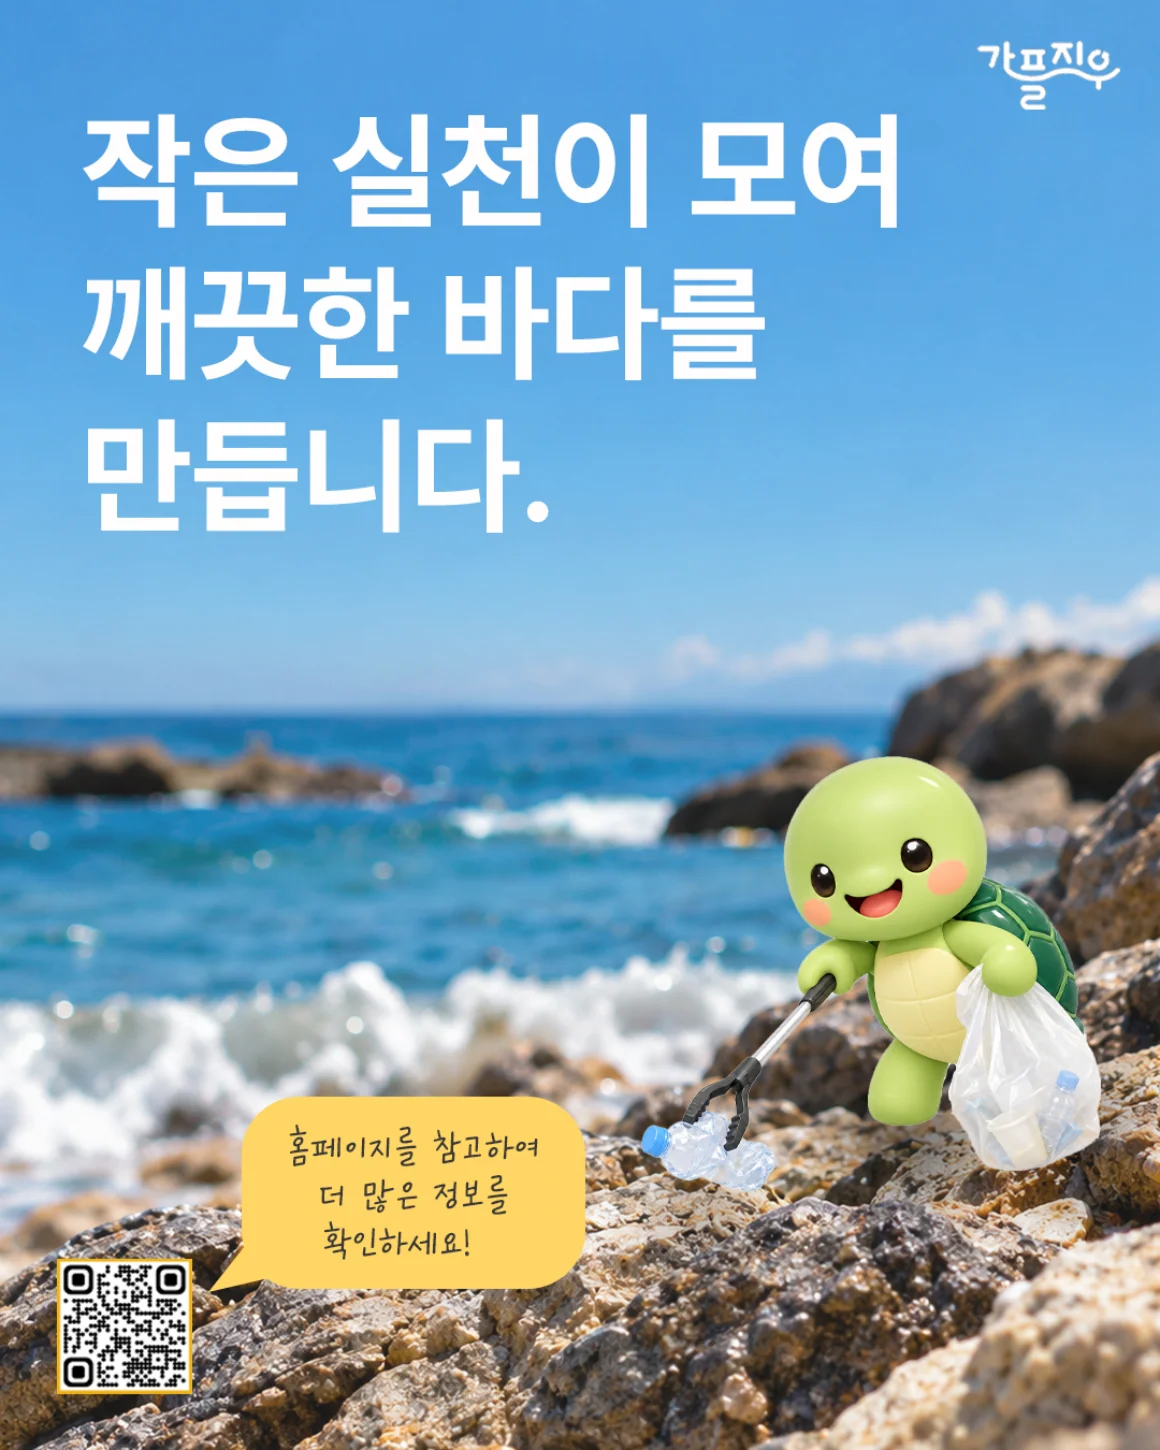 가플지우
작은 실천이 모여
깨끗한 바다를
만듭니다.
홈페이지를 참고하여
더 많은 정보를
확인하세요!